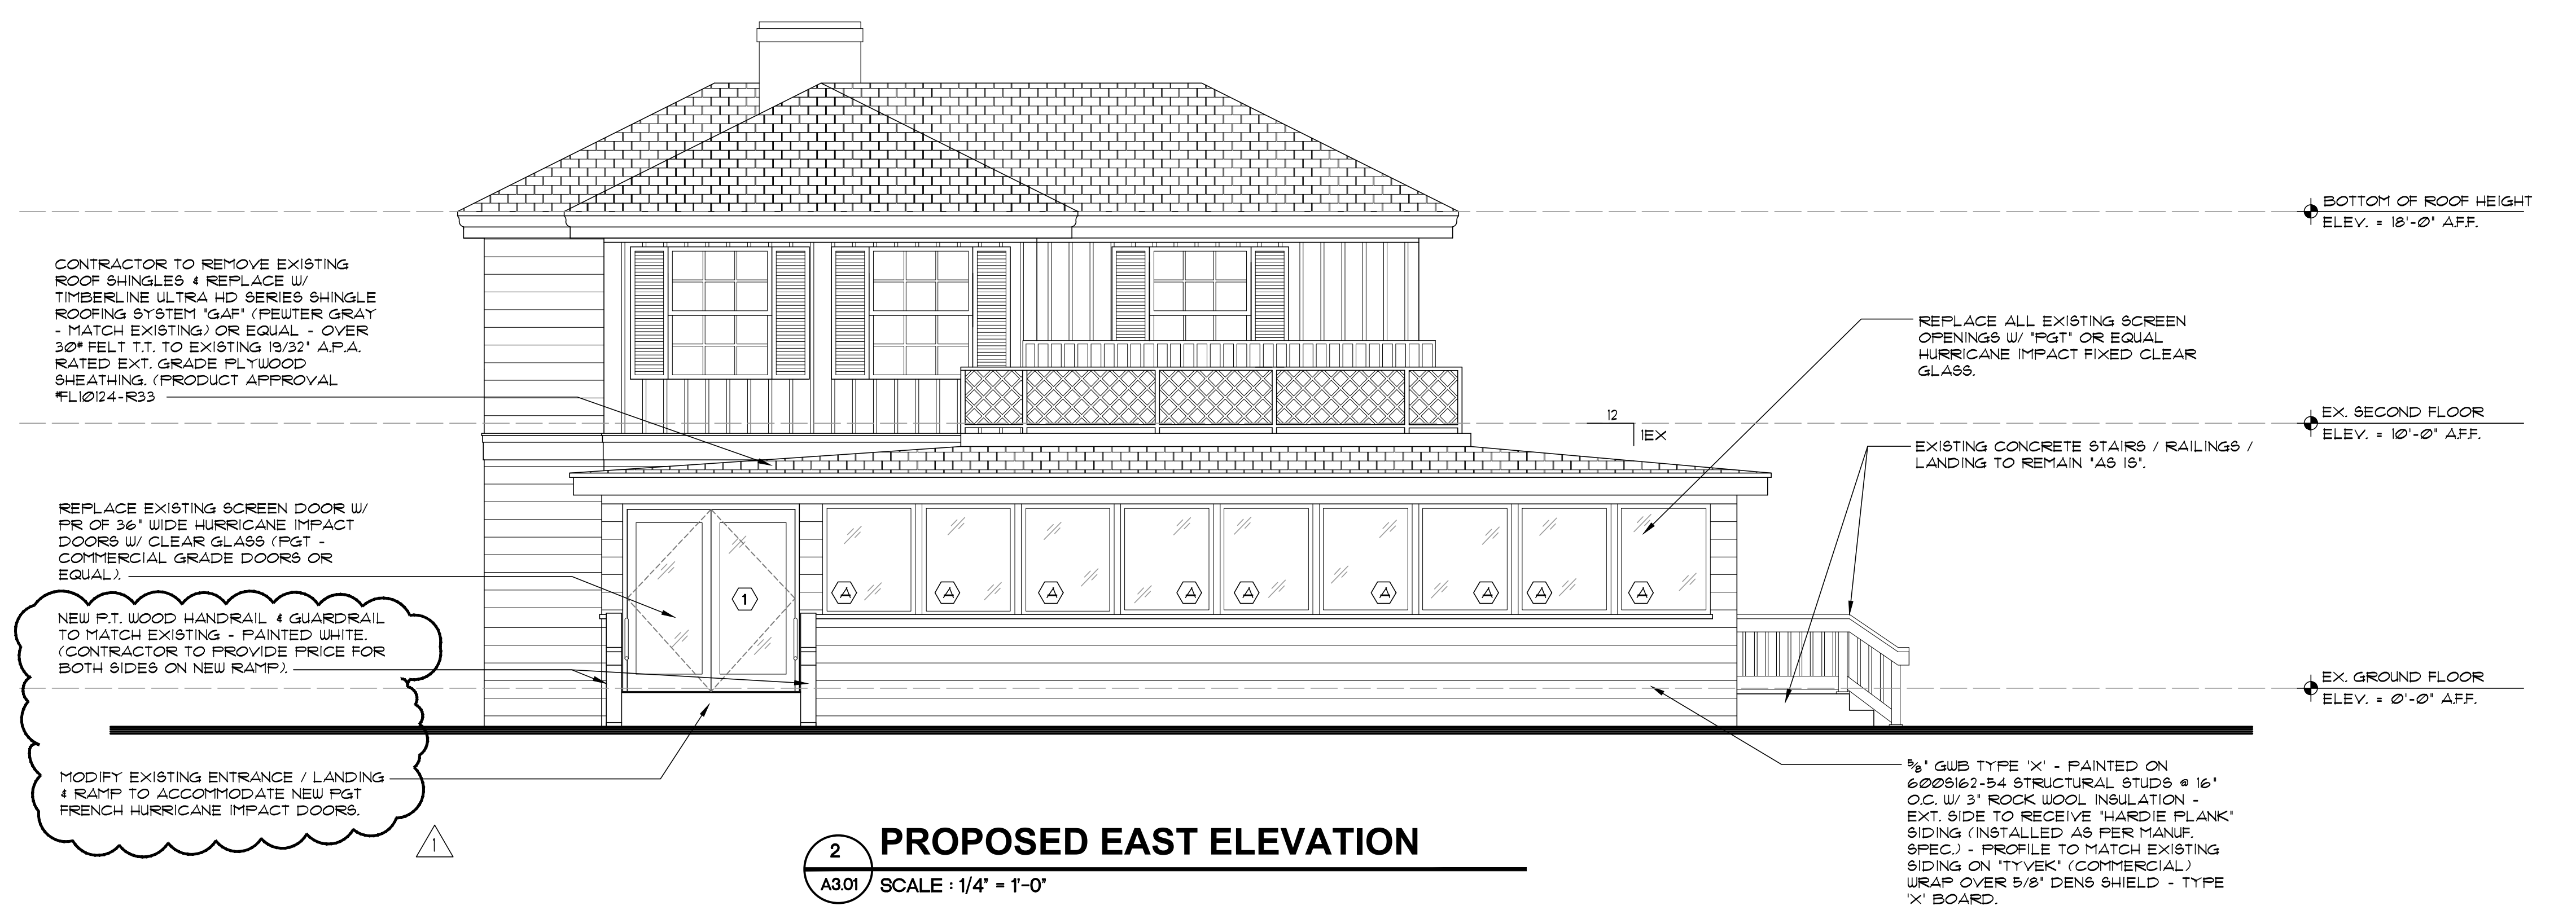 BOTTOM OF ROOF HEIGHT
ELEV. = 18'-0" A.F.F.
CONTRACTOR TO REMOVE EXISTING
ROOF SHINGLES & REPLACE W/
TIMBERLINE ULTRA HD SERIES SHINGLE
ROOFING SYSTEM "GAF" (PEWTER GRAY
- MATCH EXISTING) OR EQUAL - OVER
30# FELT T.T. TO EXISTING 19/32" A.P.A.
RATED EXT. GRADE PLYWOOD
SHEATHING. (PRODUCT APPROVAL
#FL10124-R33
REPLACE ALL EXISTING SCREEN
OPENINGS W/ "PGT" OR EQUAL
HURRICANE IMPACT FIXED CLEAR
GLASS.
12
1EX
EX. SECOND FLOOR
ELEV. = 10'-0" A.F.F.
EXISTING CONCRETE STAIRS / RAILINGS /
LANDING TO REMAIN "AS IS".
REPLACE EXISTING SCREEN DOOR W/
PR OF 36" WIDE HURRICANE IMPACT
DOORS W/ CLEAR GLASS (PGT -
COMMERCIAL GRADE DOORS OR
EQUAL).
1
A A A A A A A A A
NEW P.T. WOOD HANDRAIL & GUARDRAIL
TO MATCH EXISTING - PAINTED WHITE.
(CONTRACTOR TO PROVIDE PRICE FOR
BOTH SIDES ON NEW RAMP).
EX. GROUND FLOOR
ELEV. = 0'-0" A.F.F.
MODIFY EXISTING ENTRANCE / LANDING
& RAMP TO ACCOMMODATE NEW PGT
FRENCH HURRICANE IMPACT DOORS.
1
5/8" GWB TYPE 'X' - PAINTED ON
600S162-54 STRUCTURAL STUDS @ 16"
O.C. W/ 3" ROCK WOOL INSULATION -
EXT. SIDE TO RECEIVE "HARDIE PLANK"
SIDING (INSTALLED AS PER MANUF.
SPEC.) - PROFILE TO MATCH EXISTING
SIDING ON "TYVEK" (COMMERCIAL)
WRAP OVER 5/8" DENS SHIELD - TYPE
'X' BOARD.
2
A3.01
PROPOSED EAST ELEVATION
SCALE : 1/4" = 1'-0"